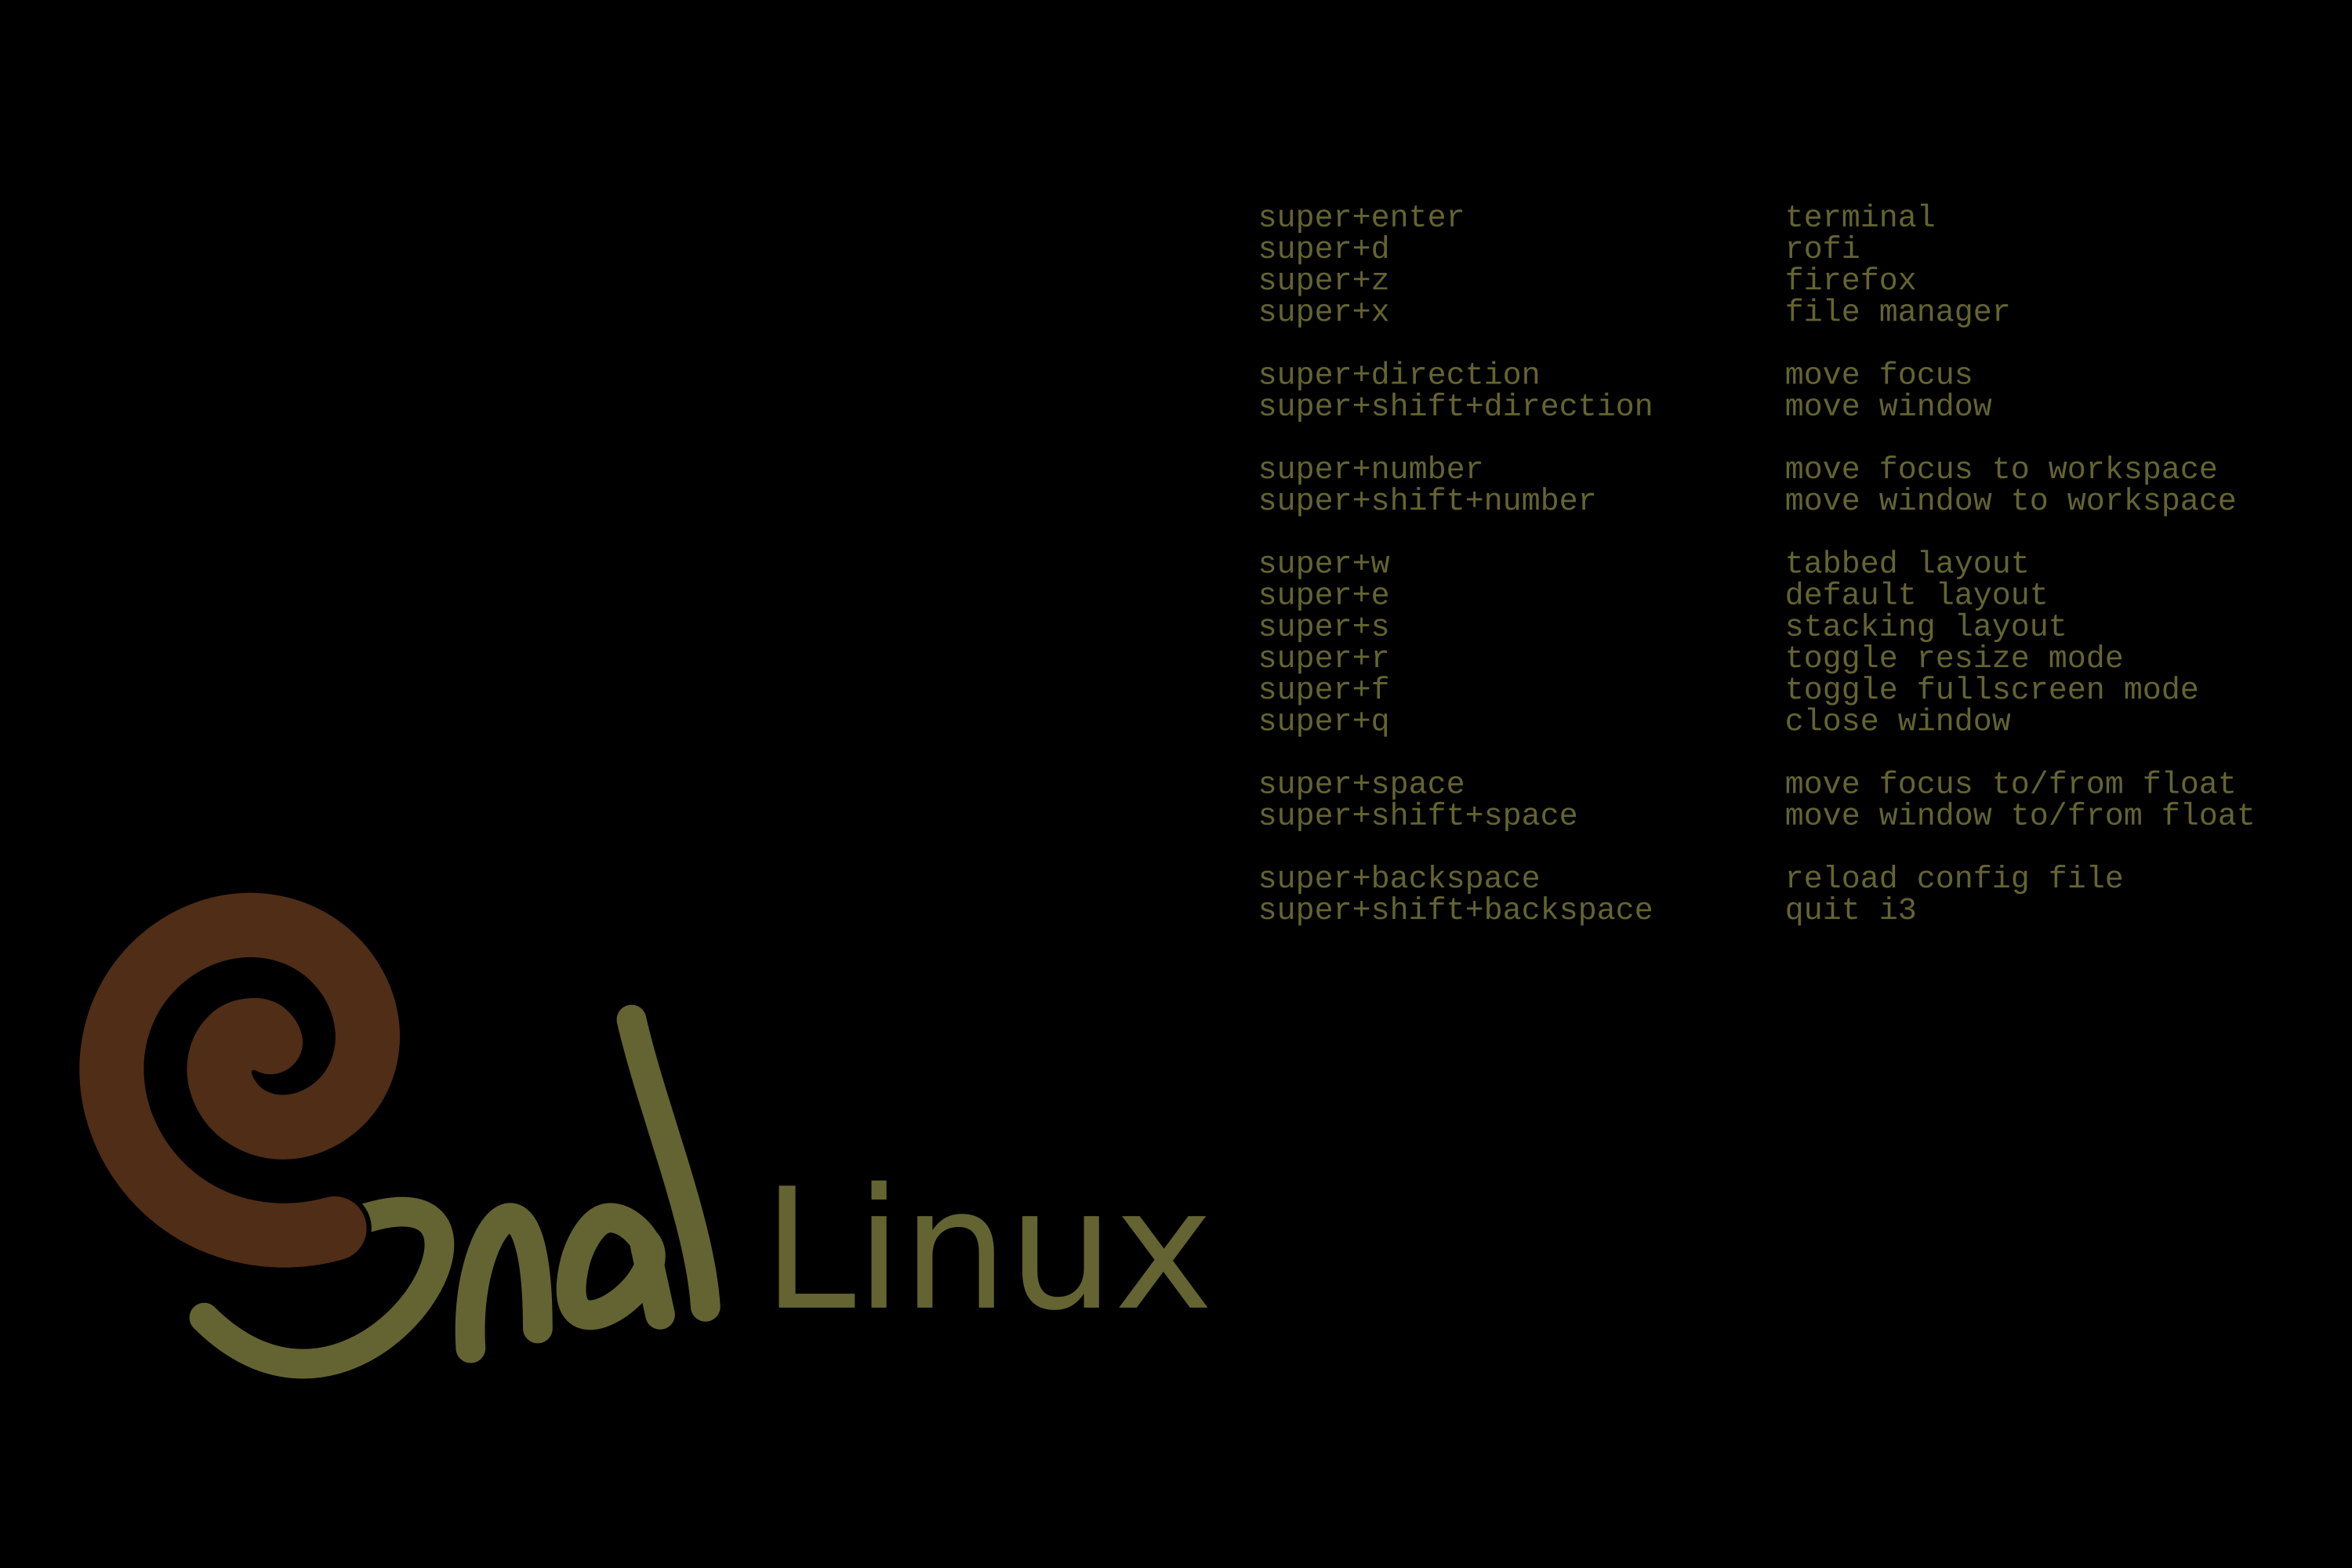 super+enter terminal
super+d rofi
super+z firefox
super+x file manager
super+direction move focus
super+shift+direction move window
super+number move focus to workspace
super+shift+number move window to workspace
super+w tabbed layout
super+e default layout
super+s stacking layout
super+r toggle resize mode
super+f toggle fullscreen mode
super+q close window
super+space move focus to/from float
super+shift+space move window to/from float
super+backspace reload config file
super+shift+backspace quit i3
Snal Linux